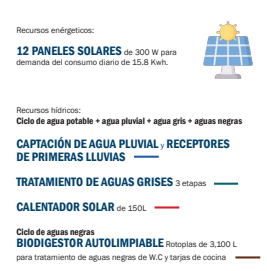 Recursos énergeticos:
12 PANELES SOLARES de 300 W para
demanda del consumo diario de 15.8 Kwh.
Recursos hídricos:
Ciclo de agua potable + agua pluvial + agua gris + aguas negras
CAPTACIÓN DE AGUA PLUVIAL y RECEPTORES
DE PRIMERAS LLUVIAS
TRATAMIENTO DE AGUAS GRISES 3 etapas
CALENTADOR SOLAR de 150L
Ciclo de aguas negras
BIODIGESTOR AUTOLIMPIABLE Rotoplas de 3,100 L
para tratamiento de aguas negras de W.C y tarjas de cocina